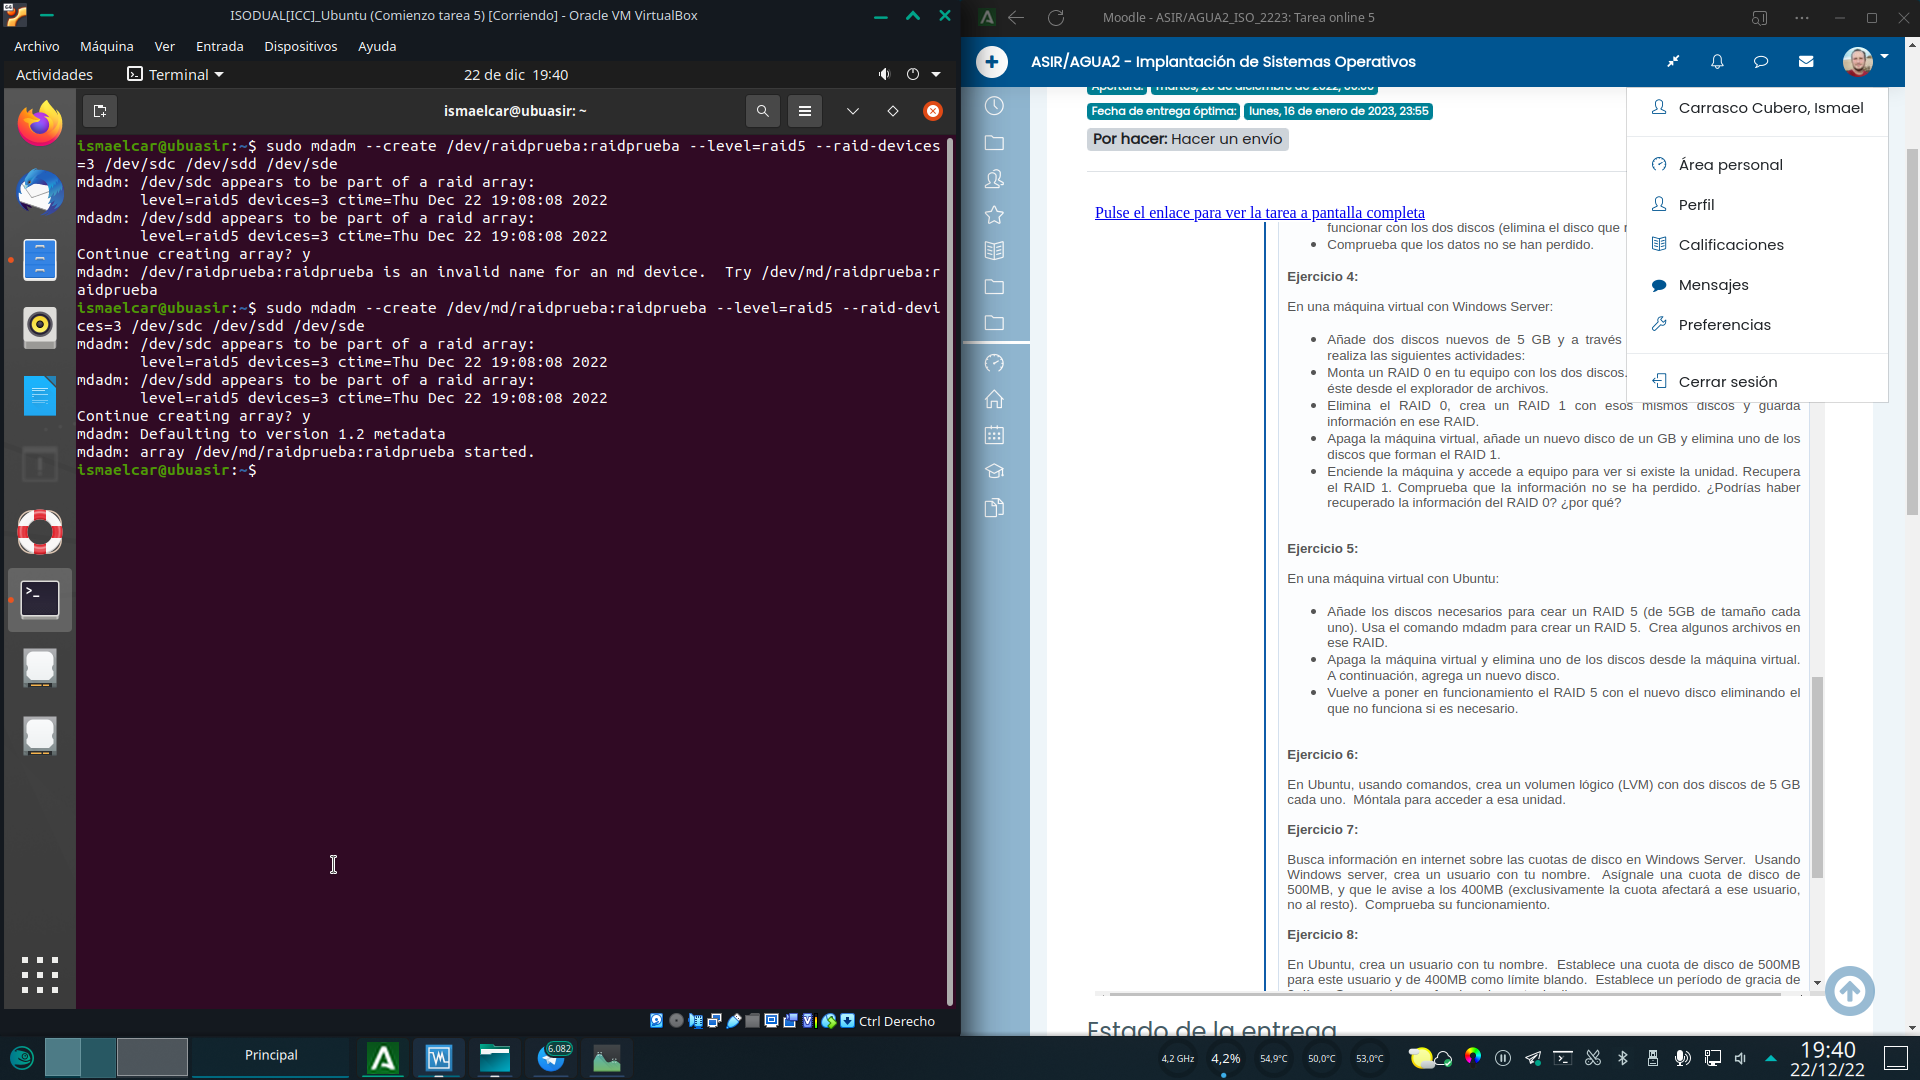 ISODUAL[ICC]_Ubuntu (Comienzo tarea 5) [Corriendo] - Oracle VM VirtualBox
Archivo Máquina Ver Entrada Dispositivos Ayuda
Actividades Terminal 22 de dic 19:40
ismaelcar@ubuasir: ~
ismaelcar@ubuasir:~$ sudo mdadm --create /dev/raidprueba:raidprueba --level=raid5 --raid-devices
=3 /dev/sdc /dev/sdd /dev/sde
mdadm: /dev/sdc appears to be part of a raid array:
level=raid5 devices=3 ctime=Thu Dec 22 19:08:08 2022
mdadm: /dev/sdd appears to be part of a raid array:
level=raid5 devices=3 ctime=Thu Dec 22 19:08:08 2022
Continue creating array? y
mdadm: /dev/raidprueba:raidprueba is an invalid name for an md device.  Try /dev/md/raidprueba:r
aidprueba
ismaelcar@ubuasir:~$ sudo mdadm --create /dev/md/raidprueba:raidprueba --level=raid5 --raid-devi
ces=3 /dev/sdc /dev/sdd /dev/sde
mdadm: /dev/sdc appears to be part of a raid array:
level=raid5 devices=3 ctime=Thu Dec 22 19:08:08 2022
mdadm: /dev/sdd appears to be part of a raid array:
level=raid5 devices=3 ctime=Thu Dec 22 19:08:08 2022
Continue creating array? y
mdadm: Defaulting to version 1.2 metadata
mdadm: array /dev/md/raidprueba:raidprueba started.
ismaelcar@ubuasir:~$
Ctrl Derecho
Moodle - ASIR/AGUA2_ISO_2223: Tarea online 5
ASIR/AGUA2 - Implantación de Sistemas Operativos
Fecha de entrega óptima: lunes, 16 de enero de 2023, 23:55
Por hacer: Hacer un envío
Carrasco Cubero, Ismael
Área personal
Perfil
Calificaciones
Mensajes
Preferencias
Cerrar sesión
Pulse el enlace para ver la tarea a pantalla completa
funcionar con los dos discos (elimina el disco que
Comprueba que los datos no se han perdido.
Ejercicio 4:
En una máquina virtual con Windows Server:
Añade dos discos nuevos de 5 GB y a través
realiza las siguientes actividades:
Monta un RAID 0 en tu equipo con los dos discos.
éste desde el explorador de archivos.
Elimina el RAID 0, crea un RAID 1 con esos mismos discos y guarda
información en ese RAID.
Apaga la máquina virtual, añade un nuevo disco de un GB y elimina uno de los
discos que forman el RAID 1.
Enciende la máquina y accede a equipo para ver si existe la unidad. Recupera
el RAID 1. Comprueba que la información no se ha perdido. ¿Podrías haber
recuperado la información del RAID 0? ¿por qué?
Ejercicio 5:
En una máquina virtual con Ubuntu:
Añade los discos necesarios para cear un RAID 5 (de 5GB de tamaño cada
uno). Usa el comando mdadm para crear un RAID 5.  Crea algunos archivos en
ese RAID.
Apaga la máquina virtual y elimina uno de los discos desde la máquina virtual.
A continuación, agrega un nuevo disco.
Vuelve a poner en funcionamiento el RAID 5 con el nuevo disco eliminando el
que no funciona si es necesario.
Ejercicio 6:
En Ubuntu, usando comandos, crea un volumen lógico (LVM) con dos discos de 5 GB
cada uno.  Móntala para acceder a esa unidad.
Ejercicio 7:
Busca información en internet sobre las cuotas de disco en Windows Server.  Usando
Windows server, crea un usuario con tu nombre.  Asígnale una cuota de disco de
500MB, y que le avise a los 400MB (exclusivamente la cuota afectará a ese usuario,
no al resto).  Comprueba su funcionamiento.
Ejercicio 8:
En Ubuntu, crea un usuario con tu nombre.  Establece una cuota de disco de 500MB
para este usuario y de 400MB como límite blando.  Establece un período de gracia de
Estado de la entrega
Principal
6.082
4,2 GHz 4,2% 54,9°C 50,0°C 53,0°C
19:40
22/12/22